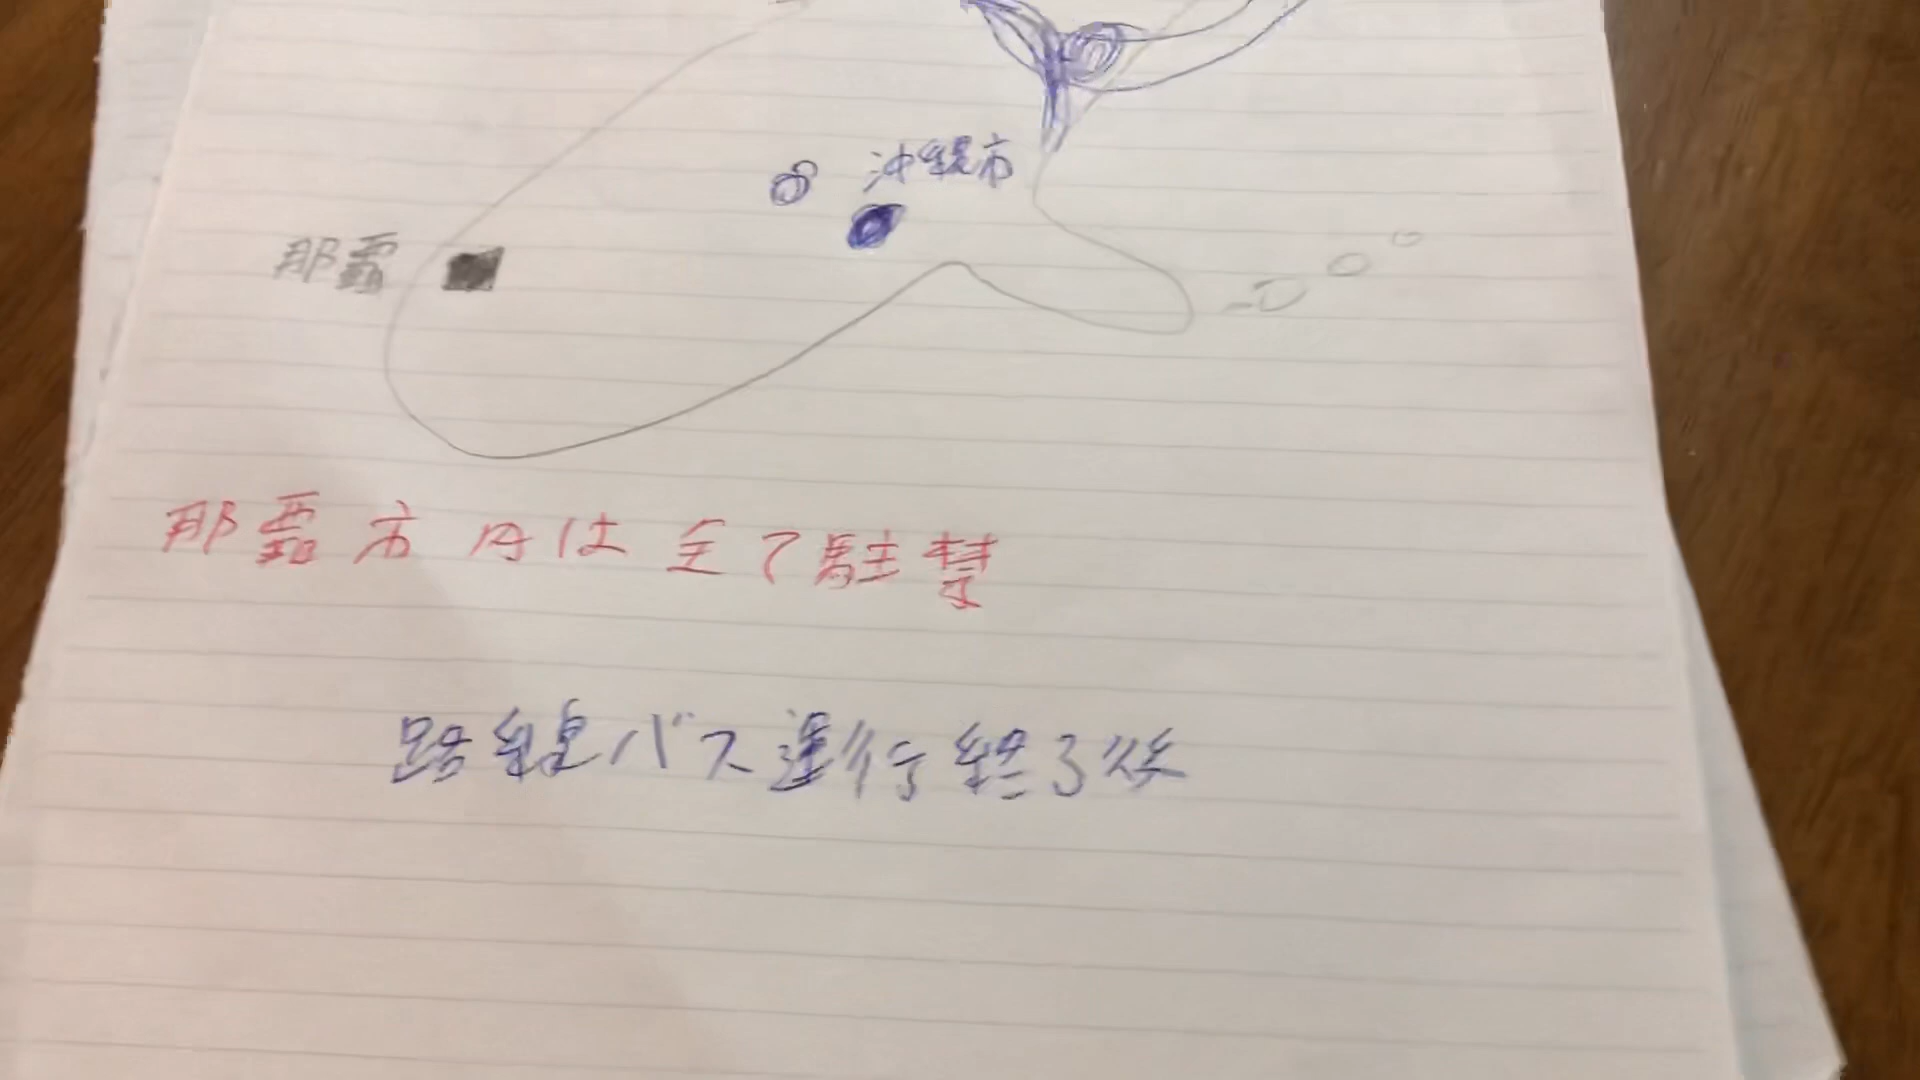 沖縄市
那覇
那覇市内は全て駐禁
路線バス運行終了後